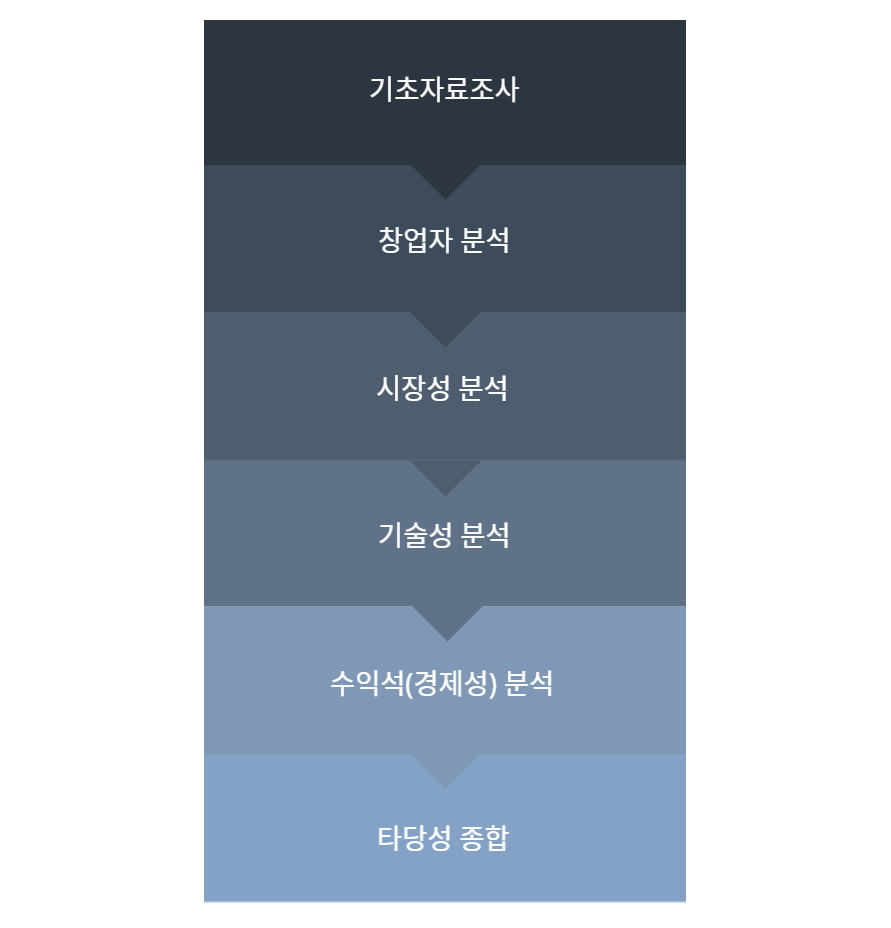 기초자료조사
창업자 분석
시장성 분석
기술성 분석
수익석(경제성) 분석
타당성 종합